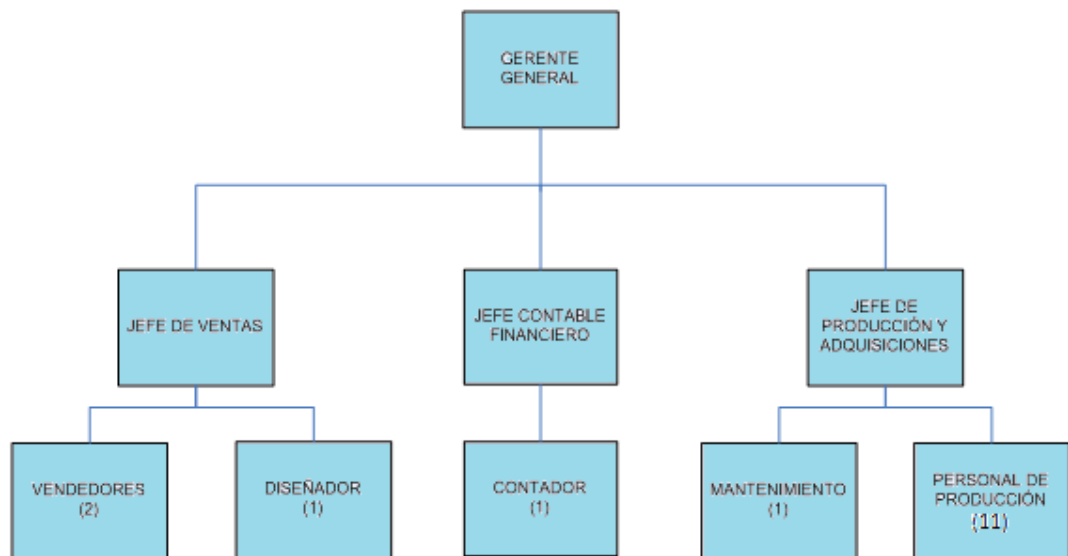 GERENTE
GENERAL
JEFE DE VENTAS
JEFE CONTABLE
FINANCIERO
JEFE DE
PRODUCCIÓN Y
ADQUISICIONES
VENDEDORES
(2)
DISEÑADOR
(1)
CONTADOR
(1)
MANTENIMIENTO
(1)
PERSONAL DE
PRODUCCIÓN
(11)